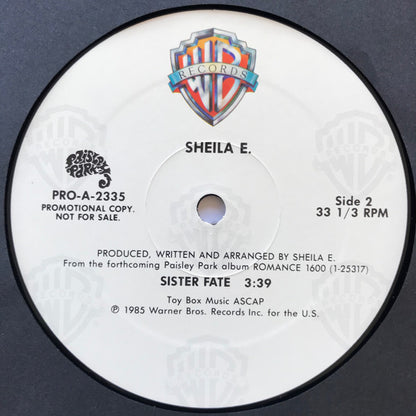 WB
RECORDS
SHEILA E.
Paisley Park
PRO-A-2335
PROMOTIONAL COPY.
NOT FOR SALE.
Side 2
33 1/3 RPM
PRODUCED, WRITTEN AND ARRANGED BY SHEILA E.
From the forthcoming Paisley Park album ROMANCE 1600 (1-25317)
SISTER FATE 3:39
Toy Box Music ASCAP
℗ 1985 Warner Bros. Records Inc. for the U.S.